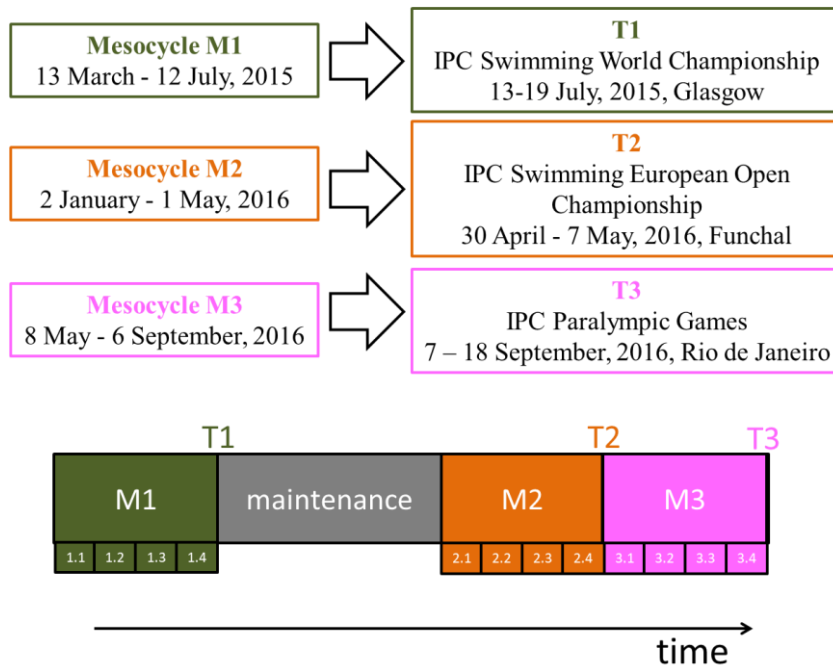 Mesocycle M1
13 March - 12 July, 2015
T1
IPC Swimming World Championship
13-19 July, 2015, Glasgow
Mesocycle M2
2 January - 1 May, 2016
T2
IPC Swimming European Open
Championship
30 April - 7 May, 2016, Funchal
Mesocycle M3
8 May - 6 September, 2016
T3
IPC Paralympic Games
7 – 18 September, 2016, Rio de Janeiro
T1 T2 T3
M1 maintenance M2 M3
1.1 1.2 1.3 1.4 2.1 2.2 2.3 2.4 3.1 3.2 3.3 3.4
time